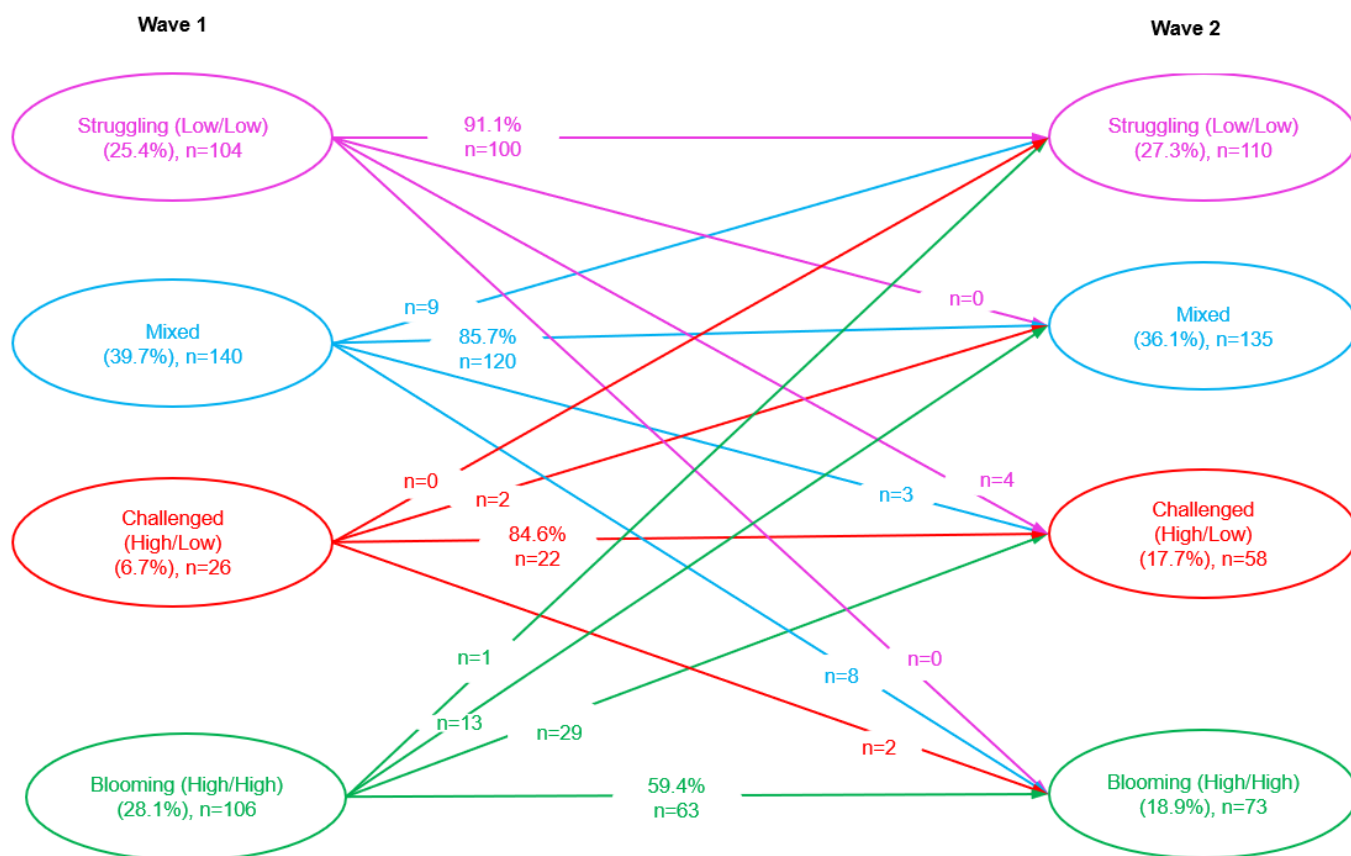 Wave 1
Wave 2
Struggling (Low/Low)
(25.4%), n=104
91.1%
n=100
Struggling (Low/Low)
(27.3%), n=110
n=9
n=0
Mixed
(39.7%), n=140
85.7%
n=120
Mixed
(36.1%), n=135
n=0
n=2
n=3
n=4
Challenged
(High/Low)
(6.7%), n=26
84.6%
n=22
Challenged
(High/Low)
(17.7%), n=58
n=1
n=0
n=8
n=13
n=29
n=2
Blooming (High/High)
(28.1%), n=106
59.4%
n=63
Blooming (High/High)
(18.9%), n=73